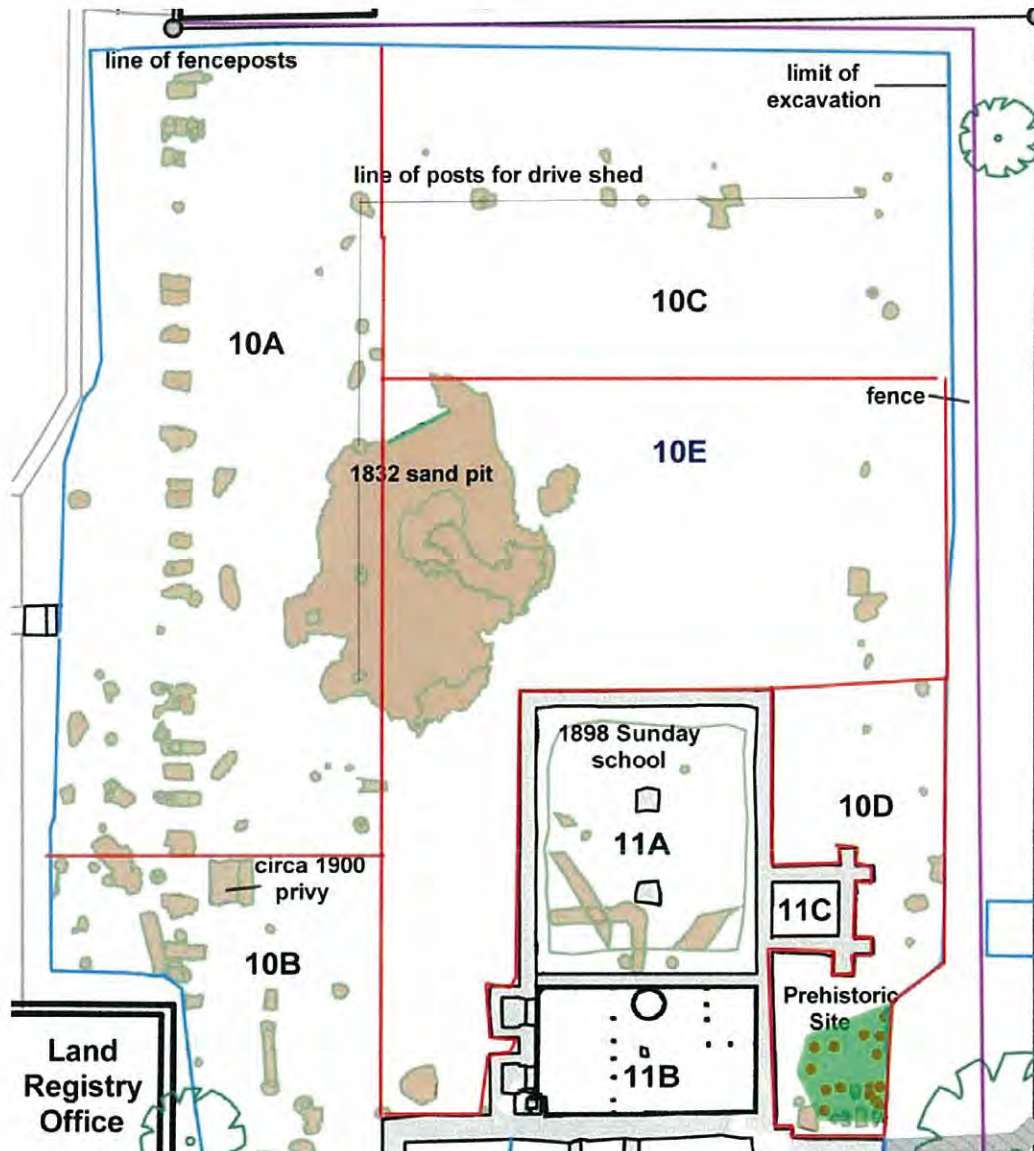 line of fenceposts
limit of
excavation
line of posts for drive shed
10C
10A
fence
10E
1832 sand pit
1898 Sunday
school
10D
11A
circa 1900
privy
11C
10B
Prehistoric
Site
Land
Registry
Office
11B